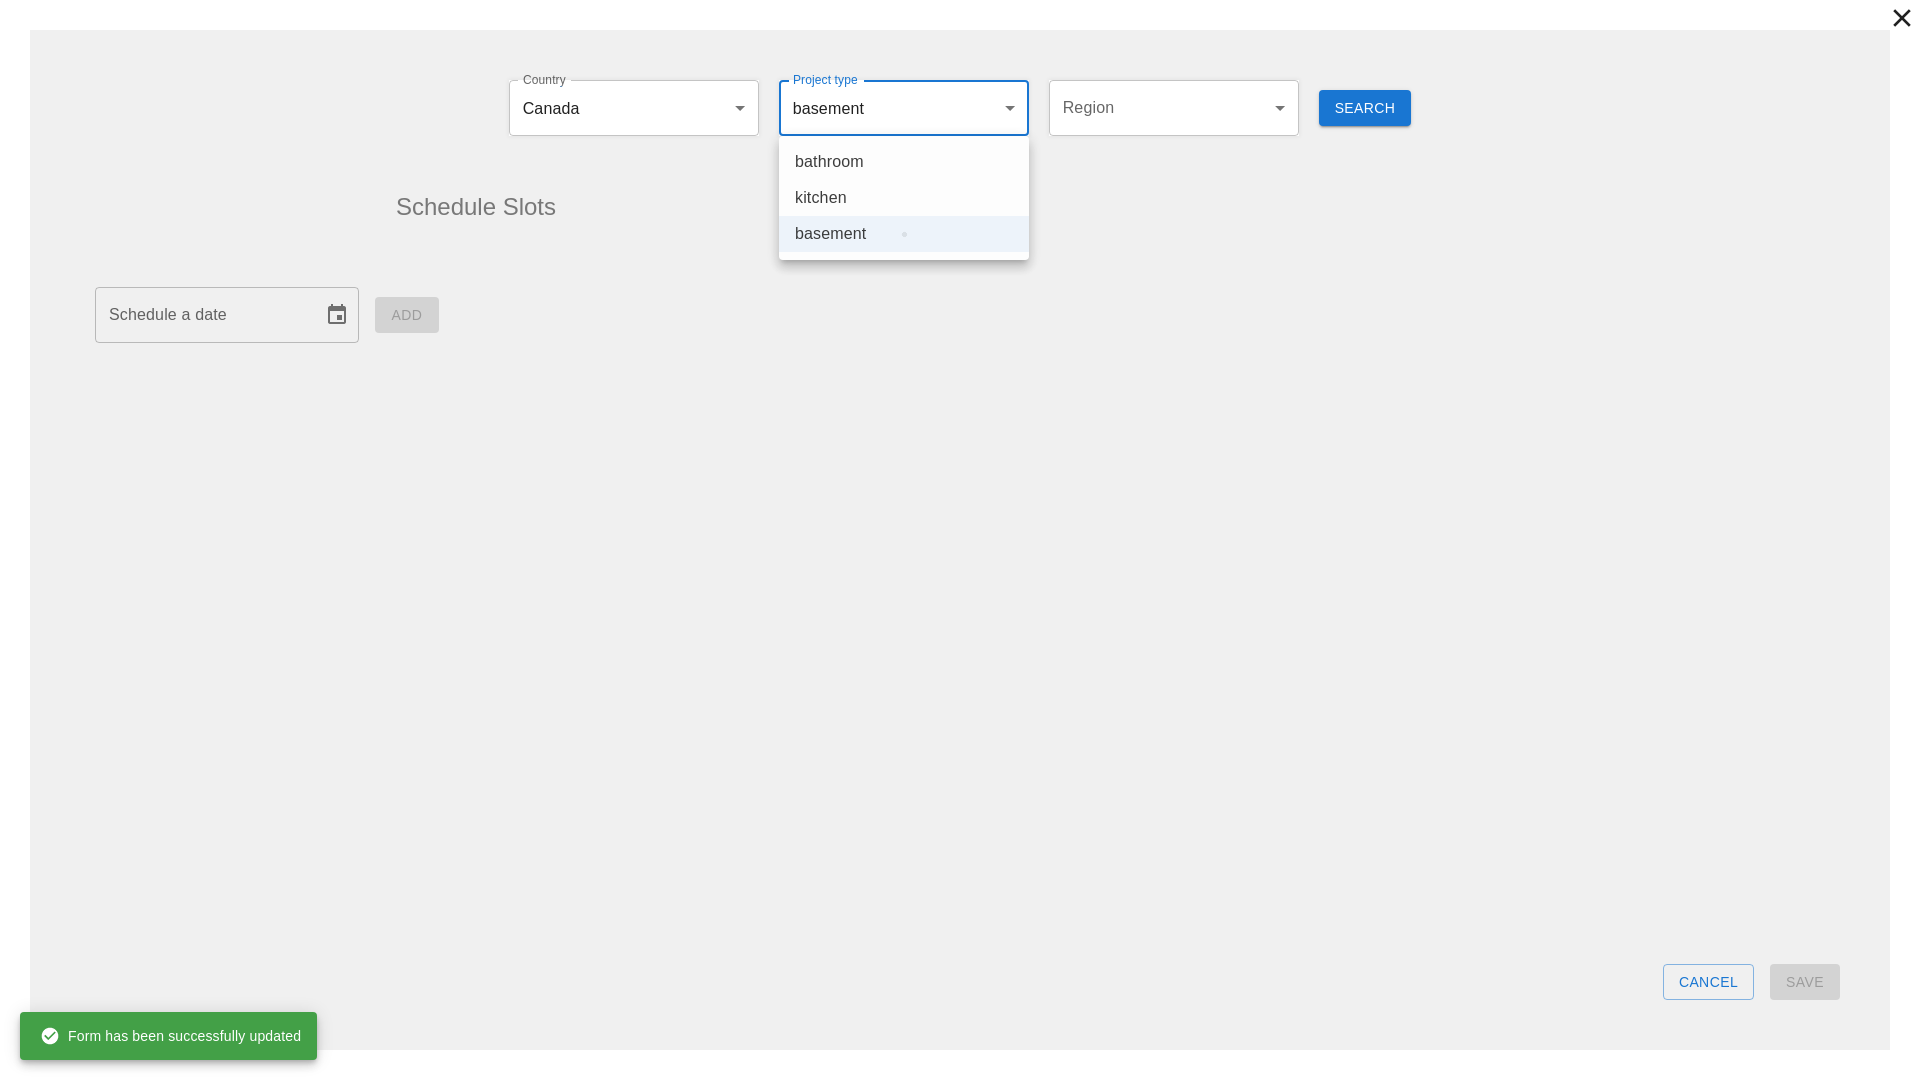 Country
Canada
Project type
basement
Region
SEARCH
bathroom
kitchen
basement
Schedule Slots
Schedule a date
ADD
CANCEL
SAVE
Form has been successfully updated